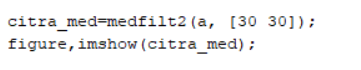 citra_med=medfilt2(a, [30 30]);
figure,imshow(citra_med);